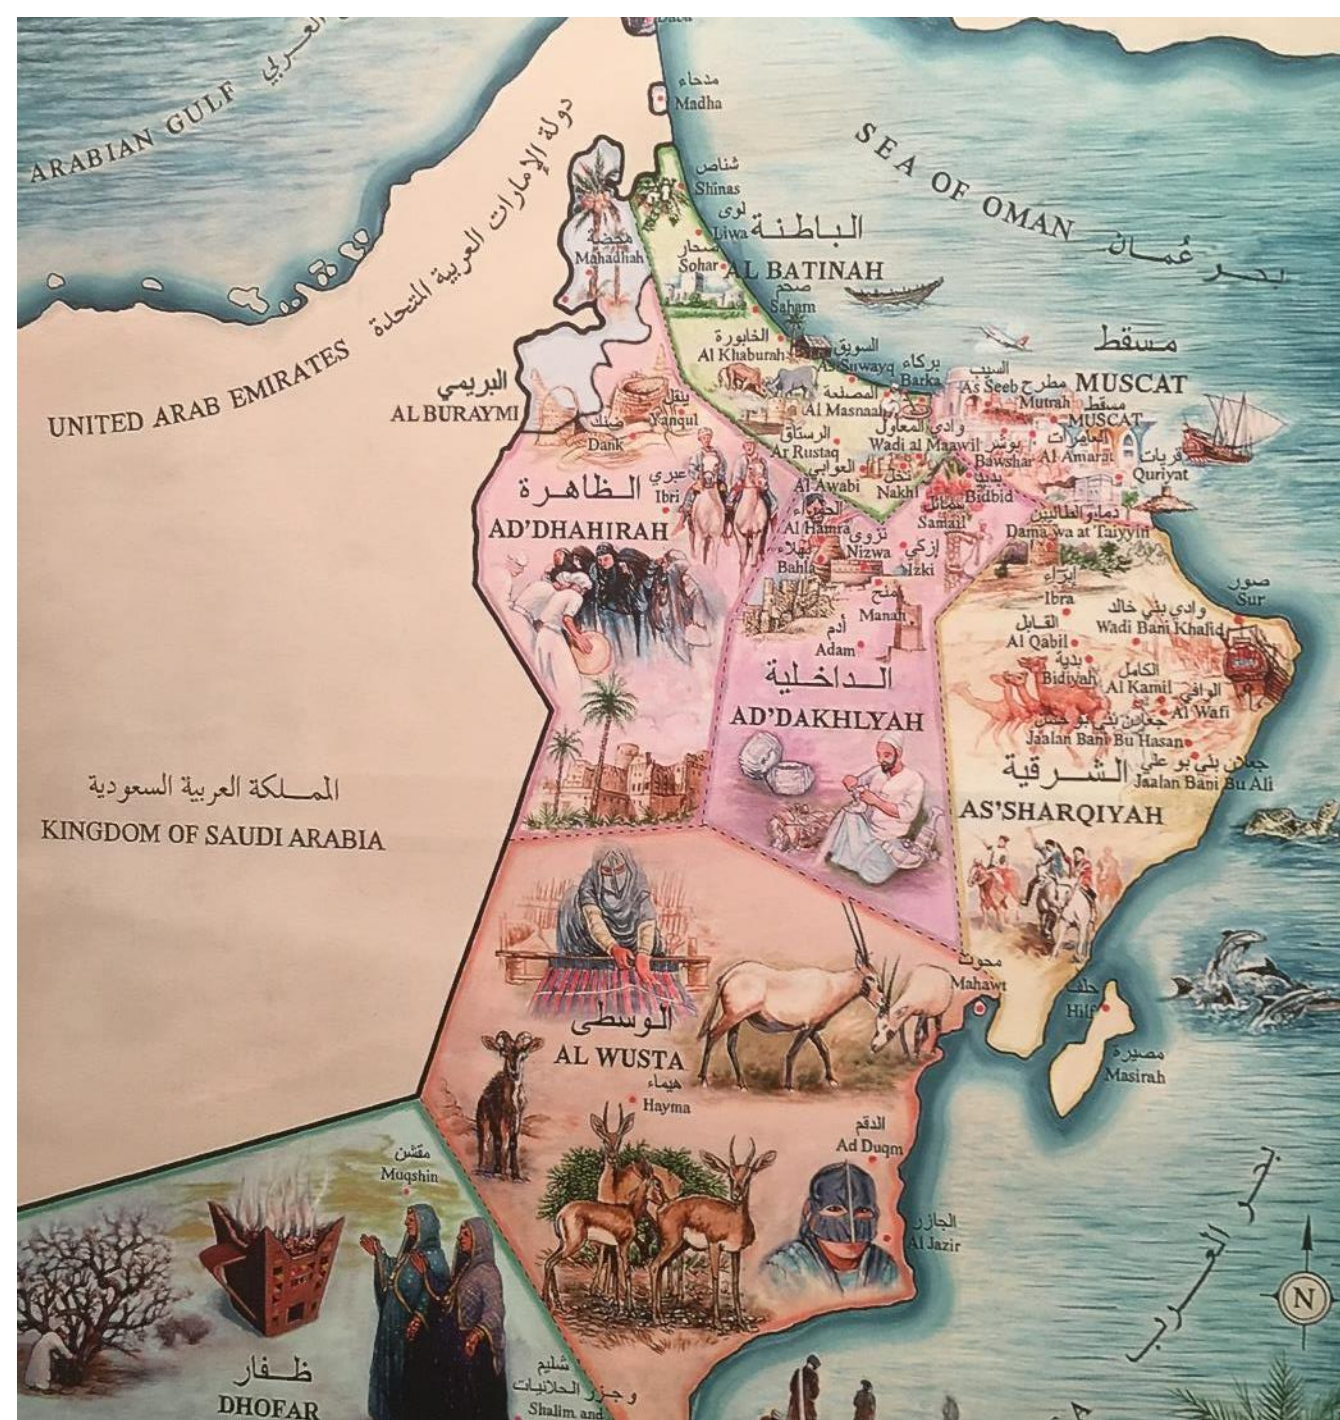 العربي
ARABIAN GULF
Daba
مدحاء
Madha
دولة الإمارات العربية المتحدة
UNITED ARAB EMIRATES
SEA OF OMAN
بحر عُمان
شناص
Shinas
لوى
Liwa
الباطنة
AL BATINAH
صحار
Sohar
صحم
Saham
محضة
Mahadhah
الخابورة
Al Khaburah
السويق
As Suwayq
بركاء
Barka
السيب
As Seeb
مطرح
Mutrah
مسقط
MUSCAT
مسقط
MUSCAT
البريمي
AL BURAYMI
ينقل
Yanqul
ضنك
Dank
المصنعة
Al Masnaah
وادي المعاول
Wadi al Maawil
بوشر
Bawshar
العامرات
Al Amarat
قريات
Quriyat
الرستاق
Ar Rustaq
العوابي
Al Awabi
نخل
Nakhl
بدبد
Bidbid
الظاهرة
AD'DHAHIRAH
عبري
Ibri
الحمراء
Al Hamra
نزوى
Nizwa
إزكي
Izki
سمائل
Samail
دماء والطائيين
Dama wa at Taiyyin
بهلاء
Bahla
منح
Manah
أدم
Adam
إبراء
Ibra
صور
Sur
القابل
Al Qabil
وادي بني خالد
Wadi Bani Khalid
بدية
Bidiyah
الكامل
Al Kamil
الوافي
Al Wafi
جعلان بني بو حسن
Jaalan Bani Bu Hasan
جعلان بني بو علي
Jaalan Bani Bu Ali
الداخلية
AD'DAKHLYAH
الشرقية
AS'SHARQIYAH
المملكة العربية السعودية
KINGDOM OF SAUDI ARABIA
محوت
Mahawt
حلف
Hilf
مصيرة
Masirah
الوسطى
AL WUSTA
هيماء
Hayma
الدقم
Ad Duqm
الجازر
Al Jazir
مقشن
Muqshin
بحر العرب
N
ظفار
DHOFAR
شليم
وجزر الحلانيات
Shalim and
A